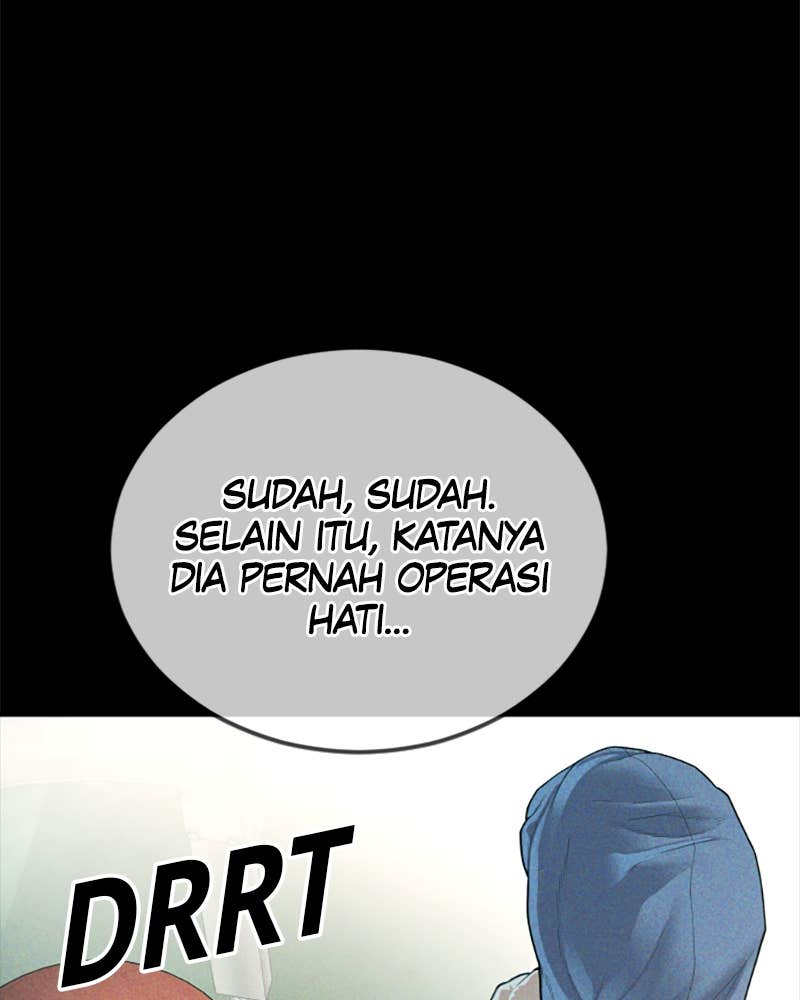 SUDAH, SUDAH.
SELAIN ITU, KATANYA
DIA PERNAH OPERASI
HATI...
DRRT